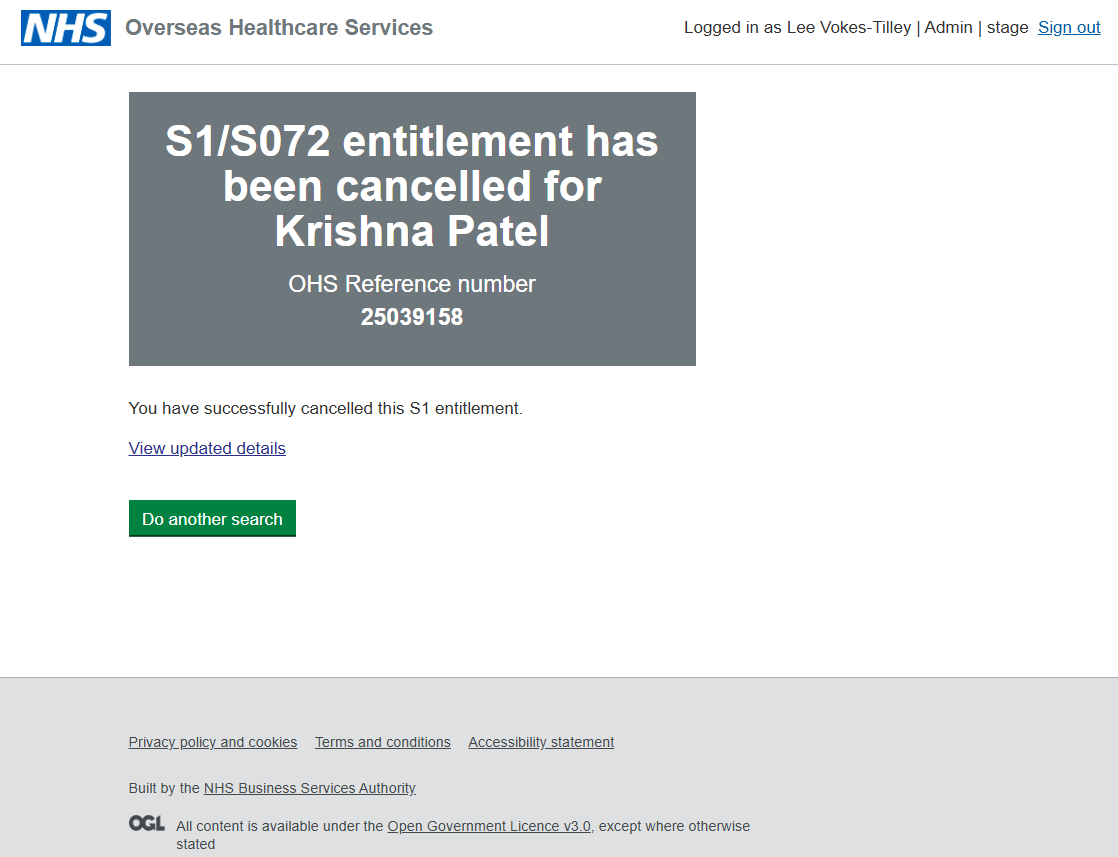 NHS Overseas Healthcare Services
Logged in as Lee Vokes-Tilley | Admin | stage Sign out
S1/S072 entitlement has
been cancelled for
Krishna Patel
OHS Reference number
25039158
You have successfully cancelled this S1 entitlement.
View updated details
Do another search
Privacy policy and cookies Terms and conditions Accessibility statement
Built by the NHS Business Services Authority
OGL All content is available under the Open Government Licence v3.0, except where otherwise
stated